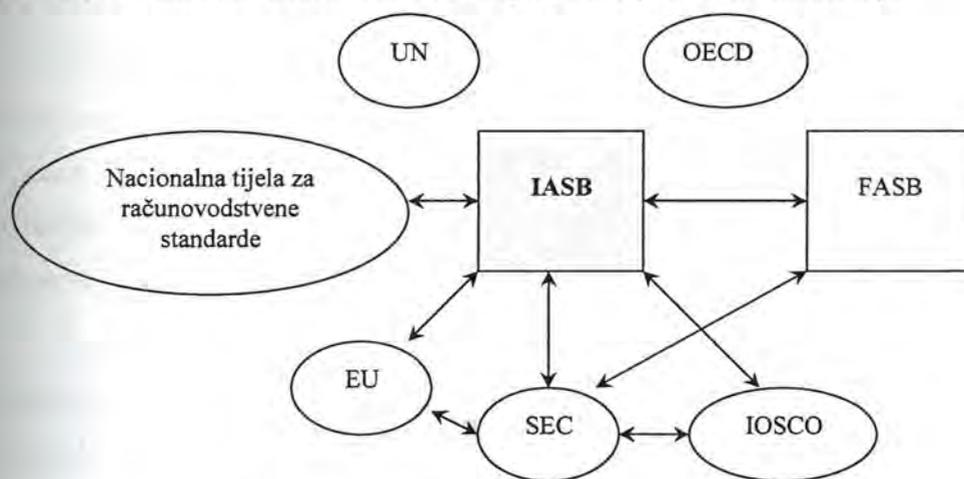 UN
OECD
Nacionalna tijela za
računovodstvene
standarde
IASB
FASB
EU
SEC
IOSCO